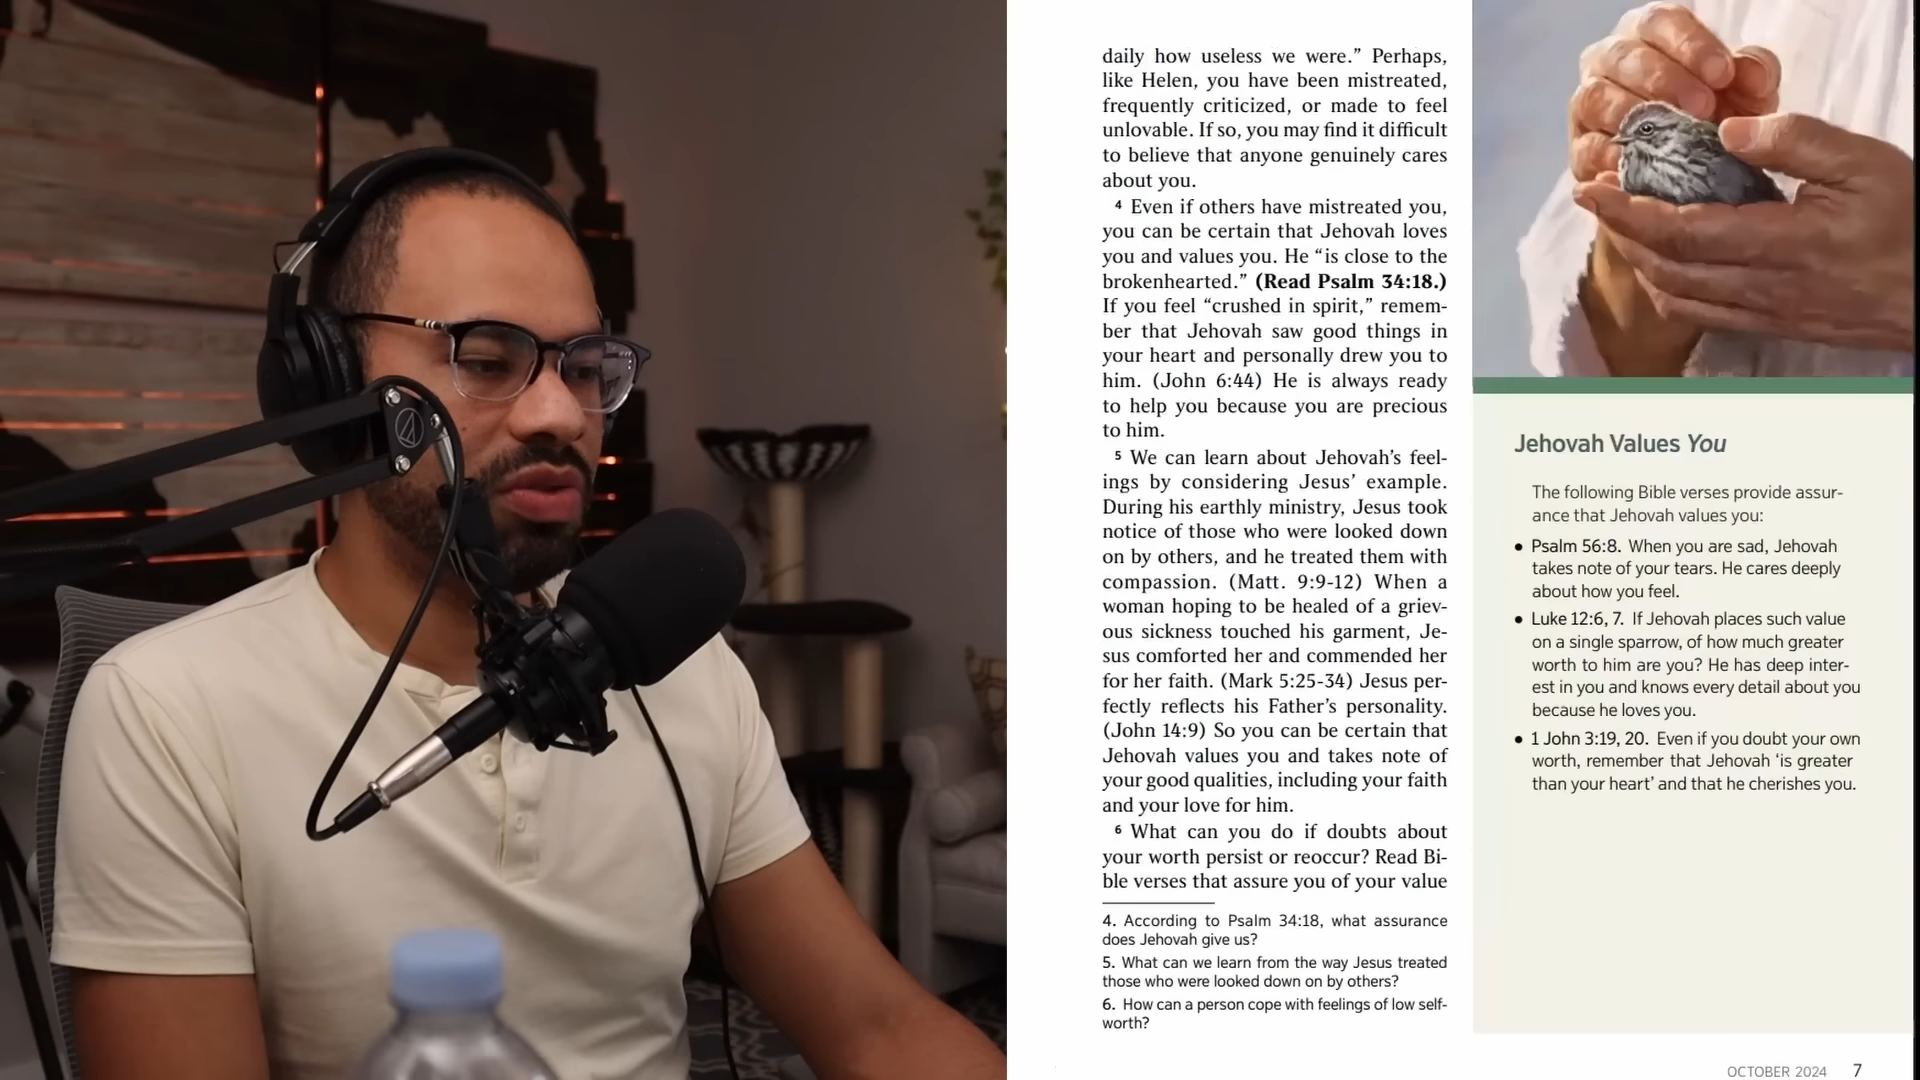 daily how useless we were.” Perhaps,
like Helen, you have been mistreated,
frequently criticized, or made to feel
unlovable. If so, you may find it difficult
to believe that anyone genuinely cares
about you.
4 Even if others have mistreated you,
you can be certain that Jehovah loves
you and values you. He “is close to the
brokenhearted.” (Read Psalm 34:18.)
If you feel “crushed in spirit,” remem-
ber that Jehovah saw good things in
your heart and personally drew you to
him. (John 6:44) He is always ready
to help you because you are precious
to him.
5 We can learn about Jehovah’s feel-
ings by considering Jesus’ example.
During his earthly ministry, Jesus took
notice of those who were looked down
on by others, and he treated them with
compassion. (Matt. 9:9-12) When a
woman hoping to be healed of a griev-
ous sickness touched his garment, Je-
sus comforted her and commended her
for her faith. (Mark 5:25-34) Jesus per-
fectly reflects his Father’s personality.
(John 14:9) So you can be certain that
Jehovah values you and takes note of
your good qualities, including your faith
and your love for him.
6 What can you do if doubts about
your worth persist or reoccur? Read Bi-
ble verses that assure you of your value
4. According to Psalm 34:18, what assurance
does Jehovah give us?
5. What can we learn from the way Jesus treated
those who were looked down on by others?
6. How can a person cope with feelings of low self-
worth?
Jehovah Values You
The following Bible verses provide assur-
ance that Jehovah values you:
• Psalm 56:8. When you are sad, Jehovah
takes note of your tears. He cares deeply
about how you feel.
• Luke 12:6, 7. If Jehovah places such value
on a single sparrow, of how much greater
worth to him are you? He has deep inter-
est in you and knows every detail about you
because he loves you.
• 1 John 3:19, 20. Even if you doubt your own
worth, remember that Jehovah ‘is greater
than your heart’ and that he cherishes you.
OCTOBER 2024 7